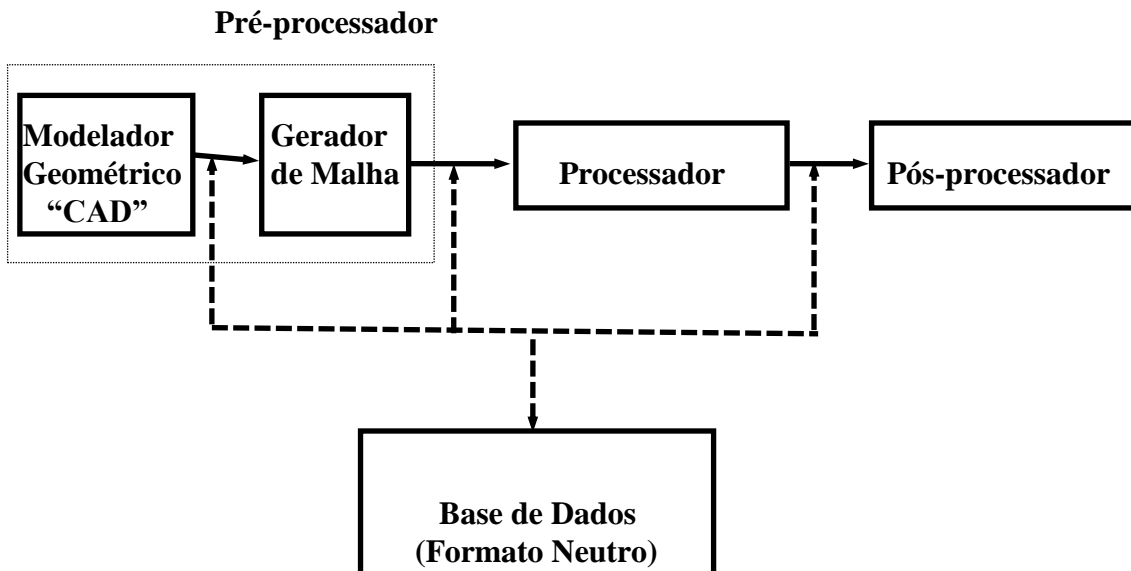 Pré-processador
Modelador
Geométrico
“CAD”
Gerador
de Malha
Processador
Pós-processador
Base de Dados
(Formato Neutro)